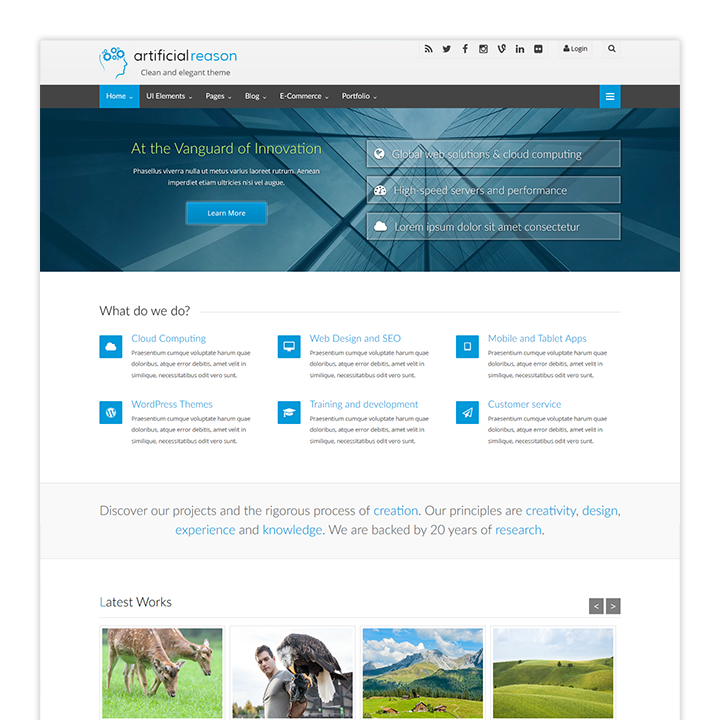 artificialreason
Clean and elegant theme
Login
Home UI Elements Pages Blog E-Commerce Portfolio
At the Vanguard of Innovation
Phasellus viverra nulla ut metus varius laoreet rutrum. Aenean
imperdiet etiam ultricies nisi vel augue.
Learn More
Global web solutions & cloud computing
High-speed servers and performance
Lorem ipsum dolor sit amet consectetur
What do we do?
Cloud Computing
Praesentium cumque voluptate harum quae
doloribus, atque error debitis, amet velit in
similique, necessitatibus odit vero sunt.
Web Design and SEO
Praesentium cumque voluptate harum quae
doloribus, atque error debitis, amet velit in
similique, necessitatibus odit vero sunt.
Mobile and Tablet Apps
Praesentium cumque voluptate harum quae
doloribus, atque error debitis, amet velit in
similique, necessitatibus odit vero sunt.
WordPress Themes
Praesentium cumque voluptate harum quae
doloribus, atque error debitis, amet velit in
similique, necessitatibus odit vero sunt.
Training and development
Praesentium cumque voluptate harum quae
doloribus, atque error debitis, amet velit in
similique, necessitatibus odit vero sunt.
Customer service
Praesentium cumque voluptate harum quae
doloribus, atque error debitis, amet velit in
similique, necessitatibus odit vero sunt.
Discover our projects and the rigorous process of creation. Our principles are creativity, design,
experience and knowledge. We are backed by 20 years of research.
Latest Works
< >